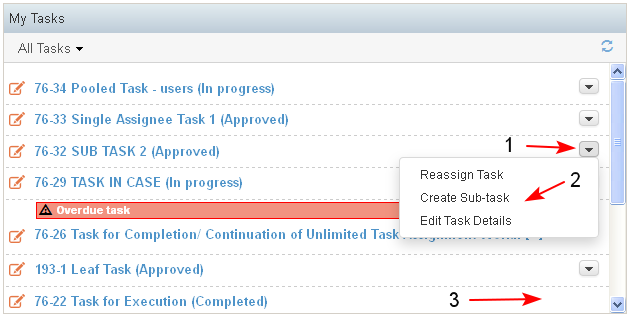 My Tasks
All Tasks
76-34 Pooled Task - users (In progress)
76-33 Single Assignee Task 1 (Approved)
76-32 SUB TASK 2 (Approved)
1
Reassign Task
76-29 TASK IN CASE (In progress)
Create Sub-task
2
Overdue task
Edit Task Details
76-26 Task for Completion/ Continuation of Unlimited Task
193-1 Leaf Task (Approved)
76-22 Task for Execution (Completed)
3